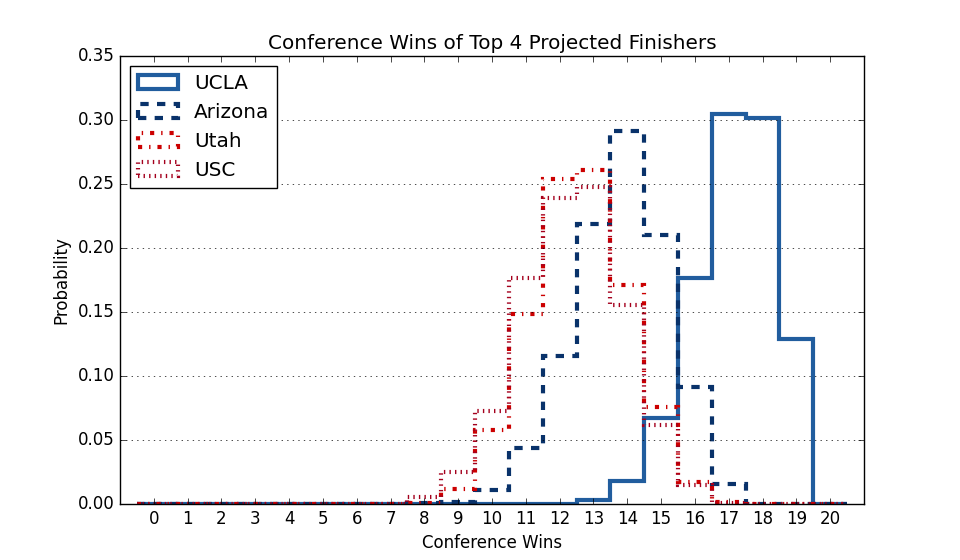 Conference Wins of Top 4 Projected Finishers
0.35
0.30
0.25
0.20
0.15
0.10
0.05
0.00
Probability
UCLA
Arizona
Utah
USC
0 1 2 3 4 5 6 7 8 9 10 11 12 13 14 15 16 17 18 19 20
Conference Wins